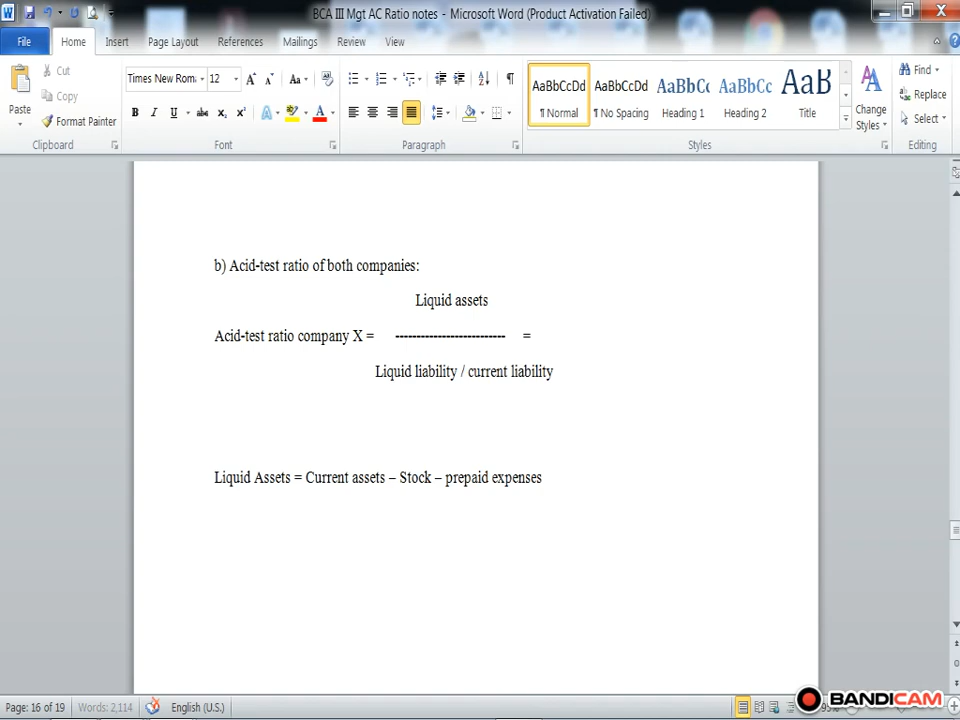 BCA III Mgt AC Ratio notes - Microsoft Word (Product Activation Failed)
File Home Insert Page Layout References Mailings Review View
Paste Cut Copy Format Painter
Times New Rom 12
AaBbCcDd AaBbCcDd AaBbCc AaBbCc AaB
¶ Normal ¶ No Spacing Heading 1 Heading 2 Title
Change Styles
Find Replace Select
Clipboard Font Paragraph Styles Editing
b) Acid-test ratio of both companies:
Liquid assets
Acid-test ratio company X = -------------------------- =
Liquid liability / current liability
Liquid Assets = Current assets – Stock – prepaid expenses
Page: 16 of 19 Words: 2,114 English (U.S.)
BANDICAM